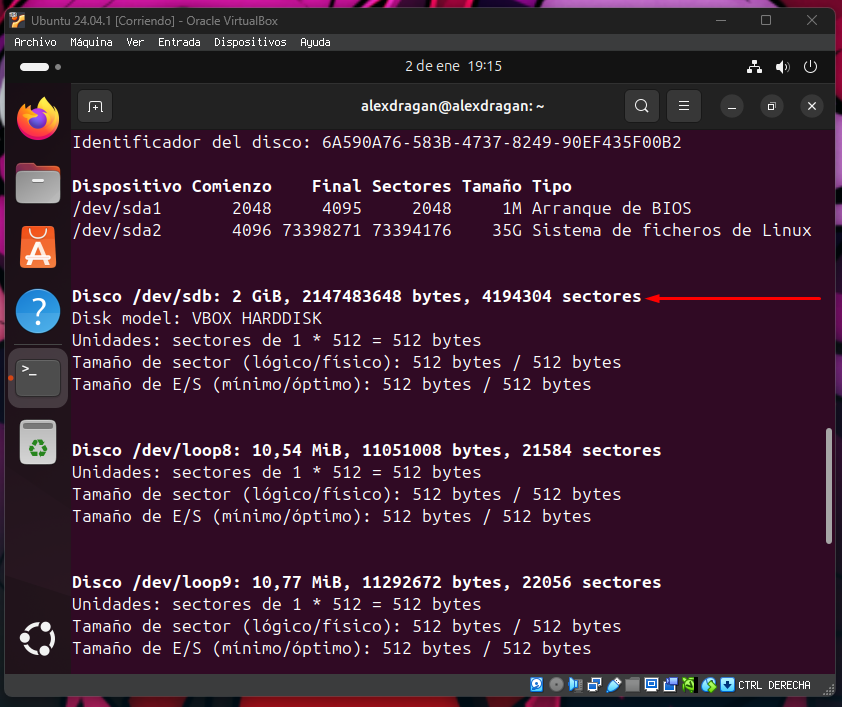 Ubuntu 24.04.1 [Corriendo] - Oracle VirtualBox
Archivo Máquina Ver Entrada Dispositivos Ayuda
2 de ene 19:15
alexdragan@alexdragan: ~
Identificador del disco: 6A590A76-583B-4737-8249-90EF435F00B2
Dispositivo Comienzo Final Sectores Tamaño Tipo
/dev/sda1 2048 4095 2048 1M Arranque de BIOS
/dev/sda2 4096 73398271 73394176 35G Sistema de ficheros de Linux
Disco /dev/sdb: 2 GiB, 2147483648 bytes, 4194304 sectores
Disk model: VBOX HARDDISK
Unidades: sectores de 1 * 512 = 512 bytes
Tamaño de sector (lógico/físico): 512 bytes / 512 bytes
Tamaño de E/S (mínimo/óptimo): 512 bytes / 512 bytes
Disco /dev/loop8: 10,54 MiB, 11051008 bytes, 21584 sectores
Unidades: sectores de 1 * 512 = 512 bytes
Tamaño de sector (lógico/físico): 512 bytes / 512 bytes
Tamaño de E/S (mínimo/óptimo): 512 bytes / 512 bytes
Disco /dev/loop9: 10,77 MiB, 11292672 bytes, 22056 sectores
Unidades: sectores de 1 * 512 = 512 bytes
Tamaño de sector (lógico/físico): 512 bytes / 512 bytes
Tamaño de E/S (mínimo/óptimo): 512 bytes / 512 bytes
CTRL DERECHA